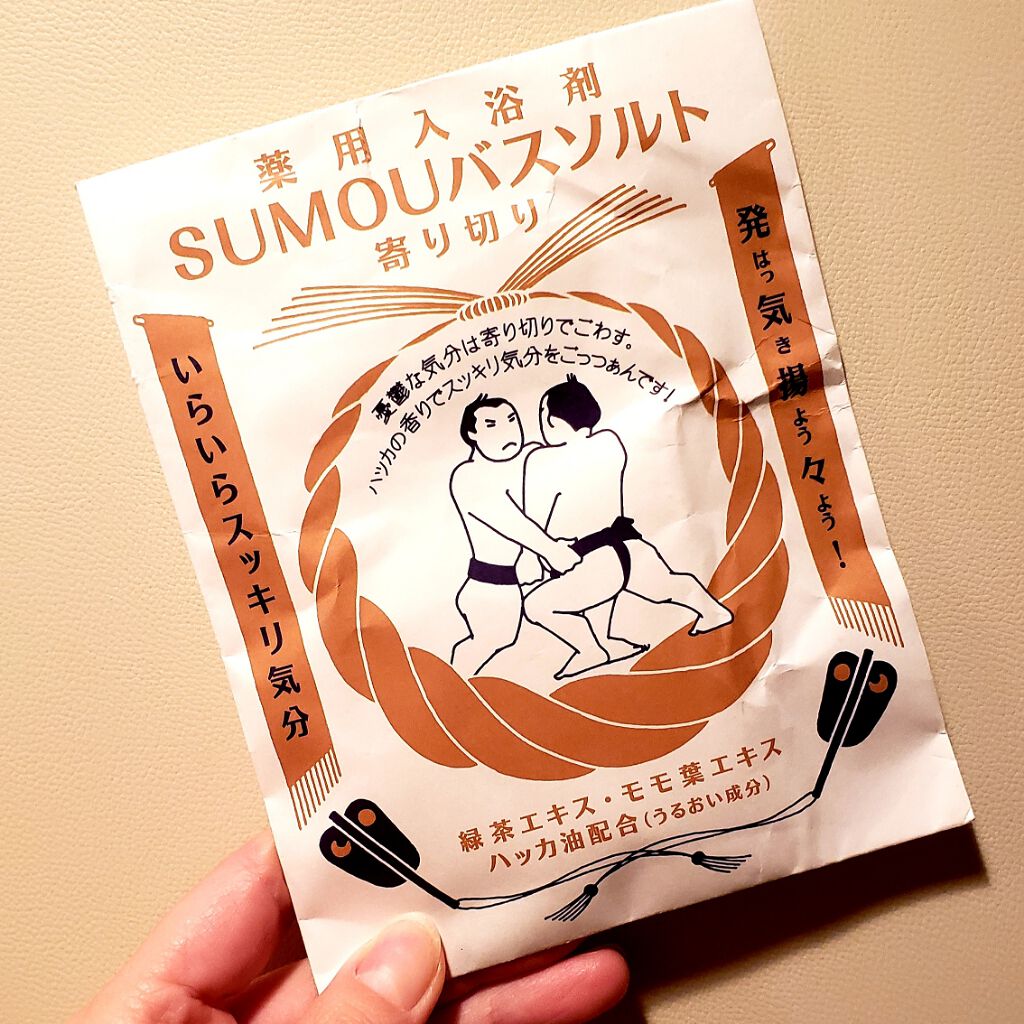 薬用入浴剤
SUMOUバスソルト
寄り切り
発はっ気き揚よう々よう!
いらいらスッキリ気分
憂鬱な気分は寄り切りでごわす。
ハッカの香りでスッキリ気分をごっつぁんです!
緑茶エキス・モモ葉エキス
ハッカ油配合(うるおい成分)